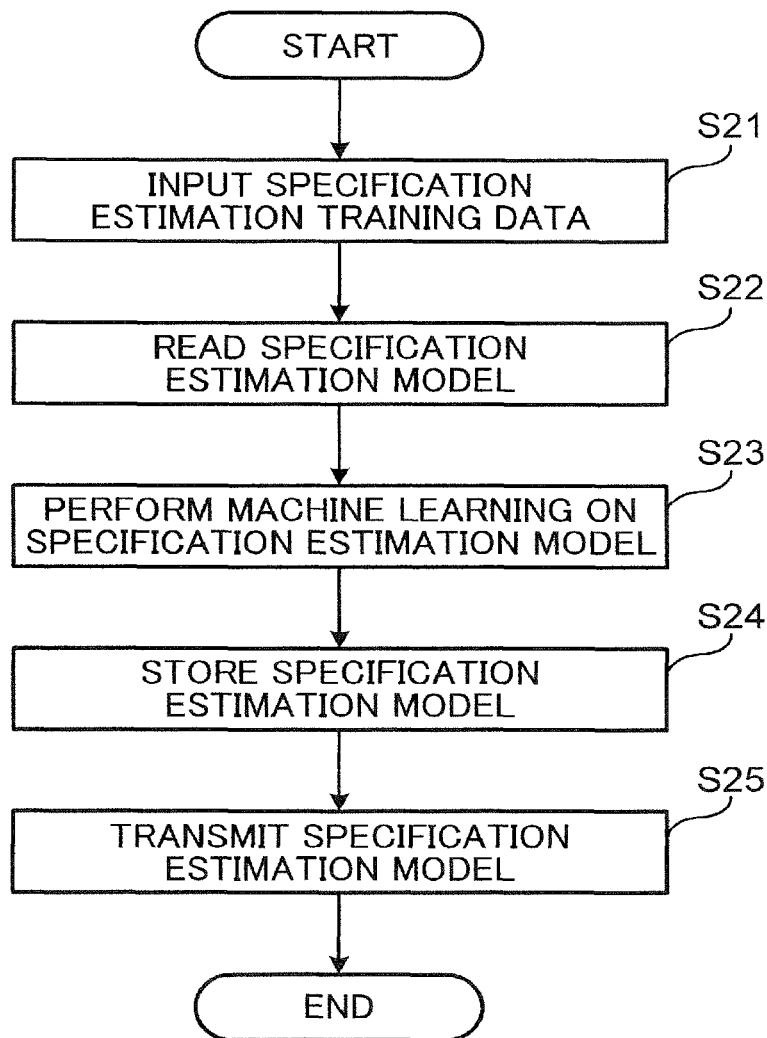 START
S21
INPUT SPECIFICATION
ESTIMATION TRAINING DATA
S22
READ SPECIFICATION
ESTIMATION MODEL
S23
PERFORM MACHINE LEARNING ON
SPECIFICATION ESTIMATION MODEL
S24
STORE SPECIFICATION
ESTIMATION MODEL
S25
TRANSMIT SPECIFICATION
ESTIMATION MODEL
END